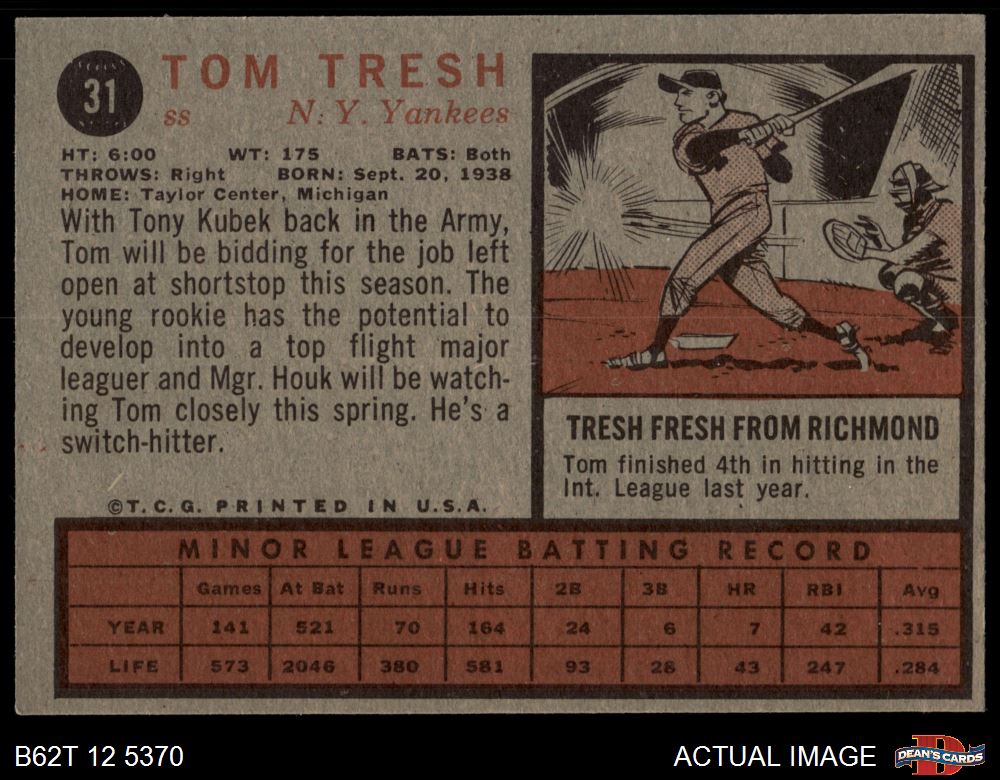 31
TOM TRESH
ss N. Y. Yankees
HT: 6:00 WT: 175 BATS: Both
THROWS: Right BORN: Sept. 20, 1938
HOME: Taylor Center, Michigan
With Tony Kubek back in the Army,
Tom will be bidding for the job left
open at shortstop this season. The
young rookie has the potential to
develop into a top flight major
leaguer and Mgr. Houk will be watch-
ing Tom closely this spring. He's a
switch-hitter.
©T.C.G. PRINTED IN U.S.A.
TRESH FRESH FROM RICHMOND
Tom finished 4th in hitting in the
Int. League last year.
MINOR LEAGUE BATTING RECORD
Games At Bat Runs Hits 2B 3B HR RBI Avg
YEAR 141 521 70 164 24 6 7 42 .315
LIFE 573 2046 380 581 93 28 43 247 .284
B62T 12 5370
ACTUAL IMAGE
D
DEAN'S CARDS